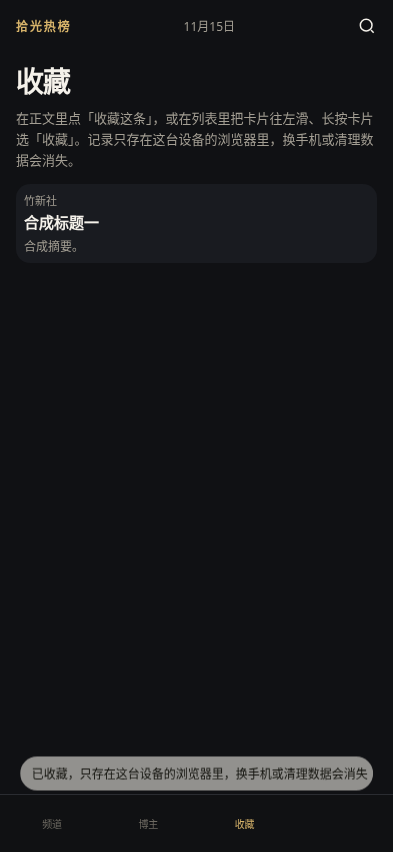 拾光热榜
11月15日
收藏
在正文里点「收藏这条」，或在列表里把卡片往左滑、长按卡片
选「收藏」。记录只存在这台设备的浏览器里，换手机或清理数
据会消失。
竹新社
合成标题一
合成摘要。
已收藏，只存在这台设备的浏览器里，换手机或清理数据会消失
频道
博主
收藏